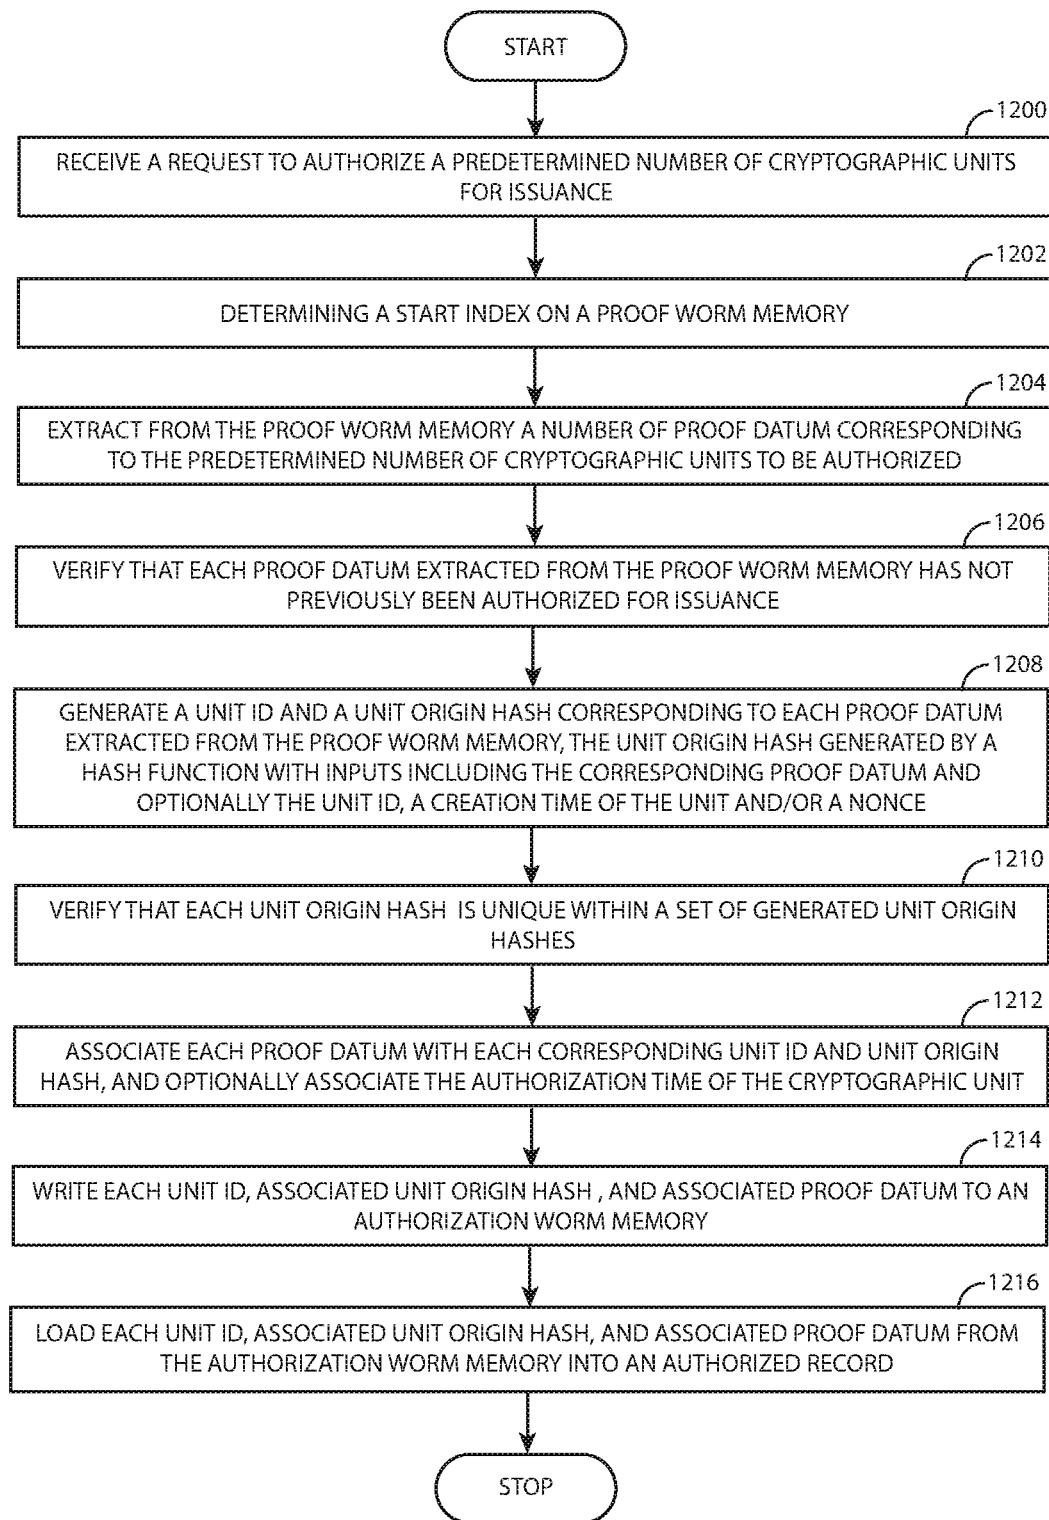 START
1200
RECEIVE A REQUEST TO AUTHORIZE A PREDETERMINED NUMBER OF CRYPTOGRAPHIC UNITS
FOR ISSUANCE
1202
DETERMINING A START INDEX ON A PROOF WORM MEMORY
1204
EXTRACT FROM THE PROOF WORM MEMORY A NUMBER OF PROOF DATUM CORRESPONDING
TO THE PREDETERMINED NUMBER OF CRYPTOGRAPHIC UNITS TO BE AUTHORIZED
1206
VERIFY THAT EACH PROOF DATUM EXTRACTED FROM THE PROOF WORM MEMORY HAS NOT
PREVIOUSLY BEEN AUTHORIZED FOR ISSUANCE
1208
GENERATE A UNIT ID AND A UNIT ORIGIN HASH CORRESPONDING TO EACH PROOF DATUM
EXTRACTED FROM THE PROOF WORM MEMORY, THE UNIT ORIGIN HASH GENERATED BY A
HASH FUNCTION WITH INPUTS INCLUDING THE CORRESPONDING PROOF DATUM AND
OPTIONALLY THE UNIT ID, A CREATION TIME OF THE UNIT AND/OR A NONCE
1210
VERIFY THAT EACH UNIT ORIGIN HASH IS UNIQUE WITHIN A SET OF GENERATED UNIT ORIGIN
HASHES
1212
ASSOCIATE EACH PROOF DATUM WITH EACH CORRESPONDING UNIT ID AND UNIT ORIGIN
HASH, AND OPTIONALLY ASSOCIATE THE AUTHORIZATION TIME OF THE CRYPTOGRAPHIC UNIT
1214
WRITE EACH UNIT ID, ASSOCIATED UNIT ORIGIN HASH , AND ASSOCIATED PROOF DATUM TO AN
AUTHORIZATION WORM MEMORY
1216
LOAD EACH UNIT ID, ASSOCIATED UNIT ORIGIN HASH, AND ASSOCIATED PROOF DATUM FROM
THE AUTHORIZATION WORM MEMORY INTO AN AUTHORIZED RECORD
STOP